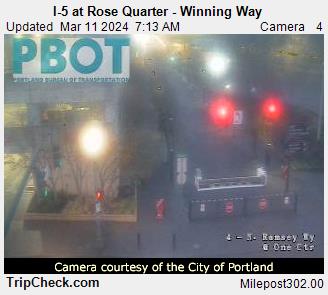 I-5 at Rose Quarter - Winning Way
Updated Mar 11 2024 7:13 AM Camera 4
PBOT
PORTLAND BUREAU OF TRANSPORTATION
4 - N. Ramsey Wy
@ One Ctr
Camera courtesy of the City of Portland
TripCheck.com Milepost302.00